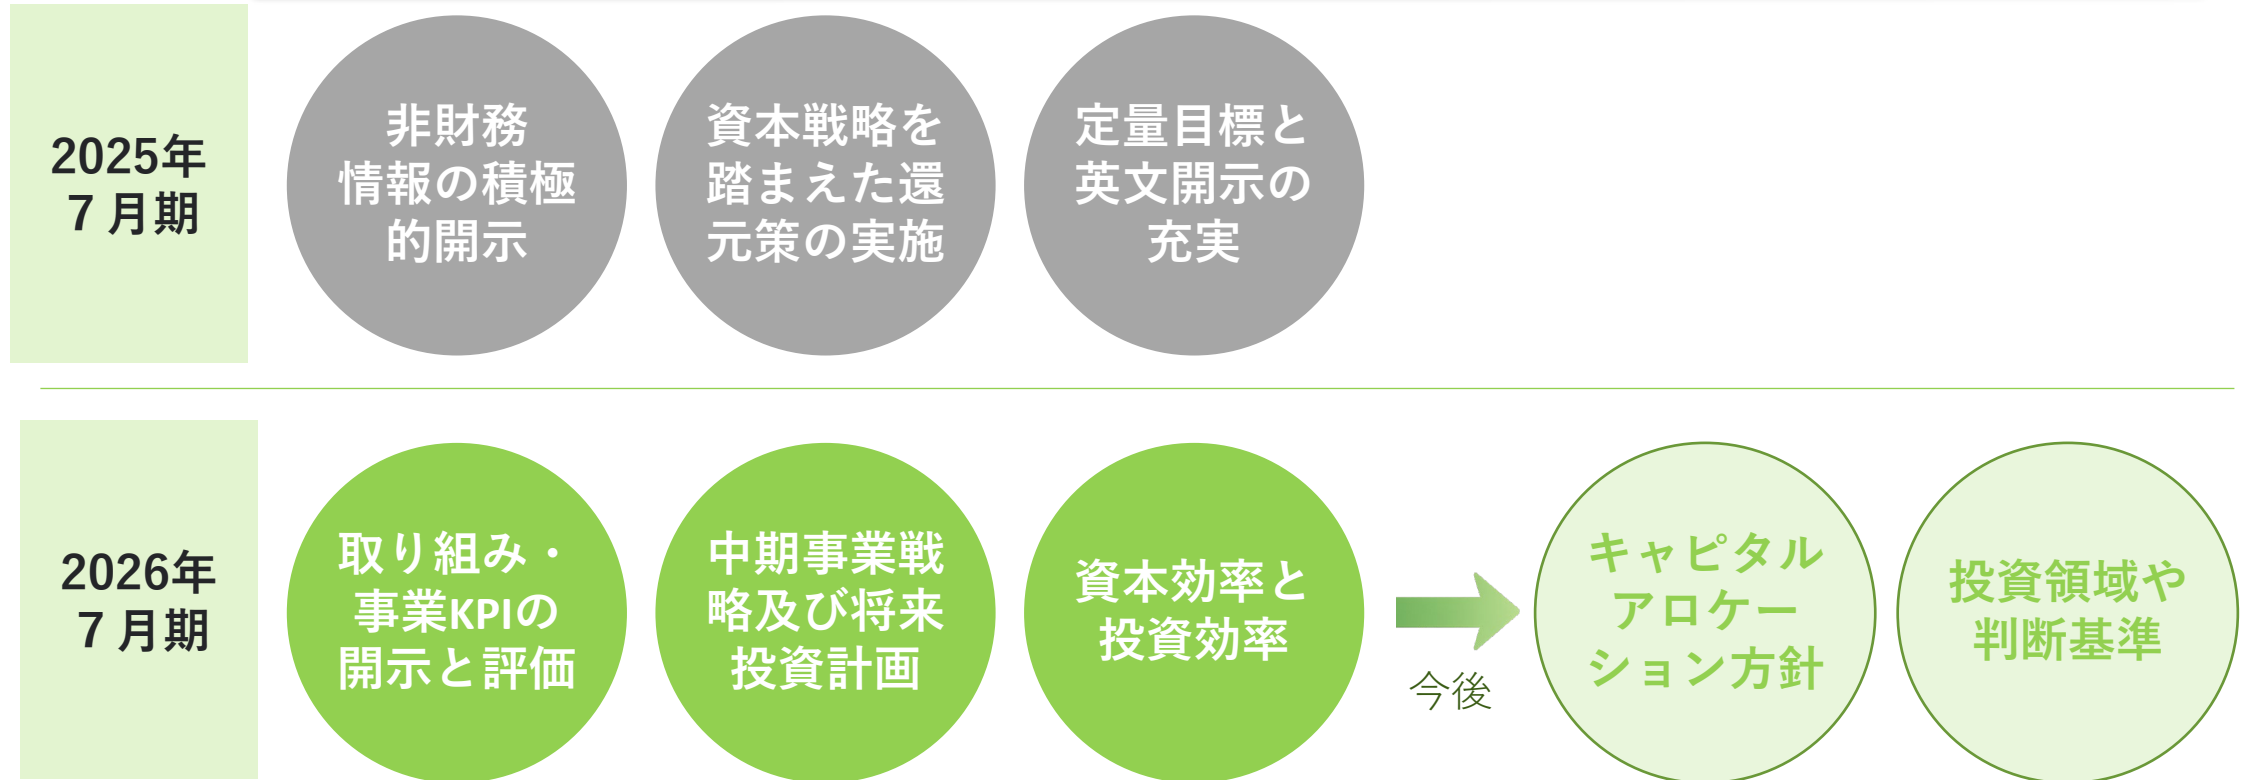 2025年
７月期
非財務
情報の積極
的開示
資本戦略を
踏まえた還
元策の実施
定量目標と
英文開示の
充実
2026年
７月期
取り組み・
事業KPIの
開示と評価
中期事業戦
略及び将来
投資計画
資本効率と
投資効率
今後
キャピタル
アロケー
ション方針
投資領域や
判断基準